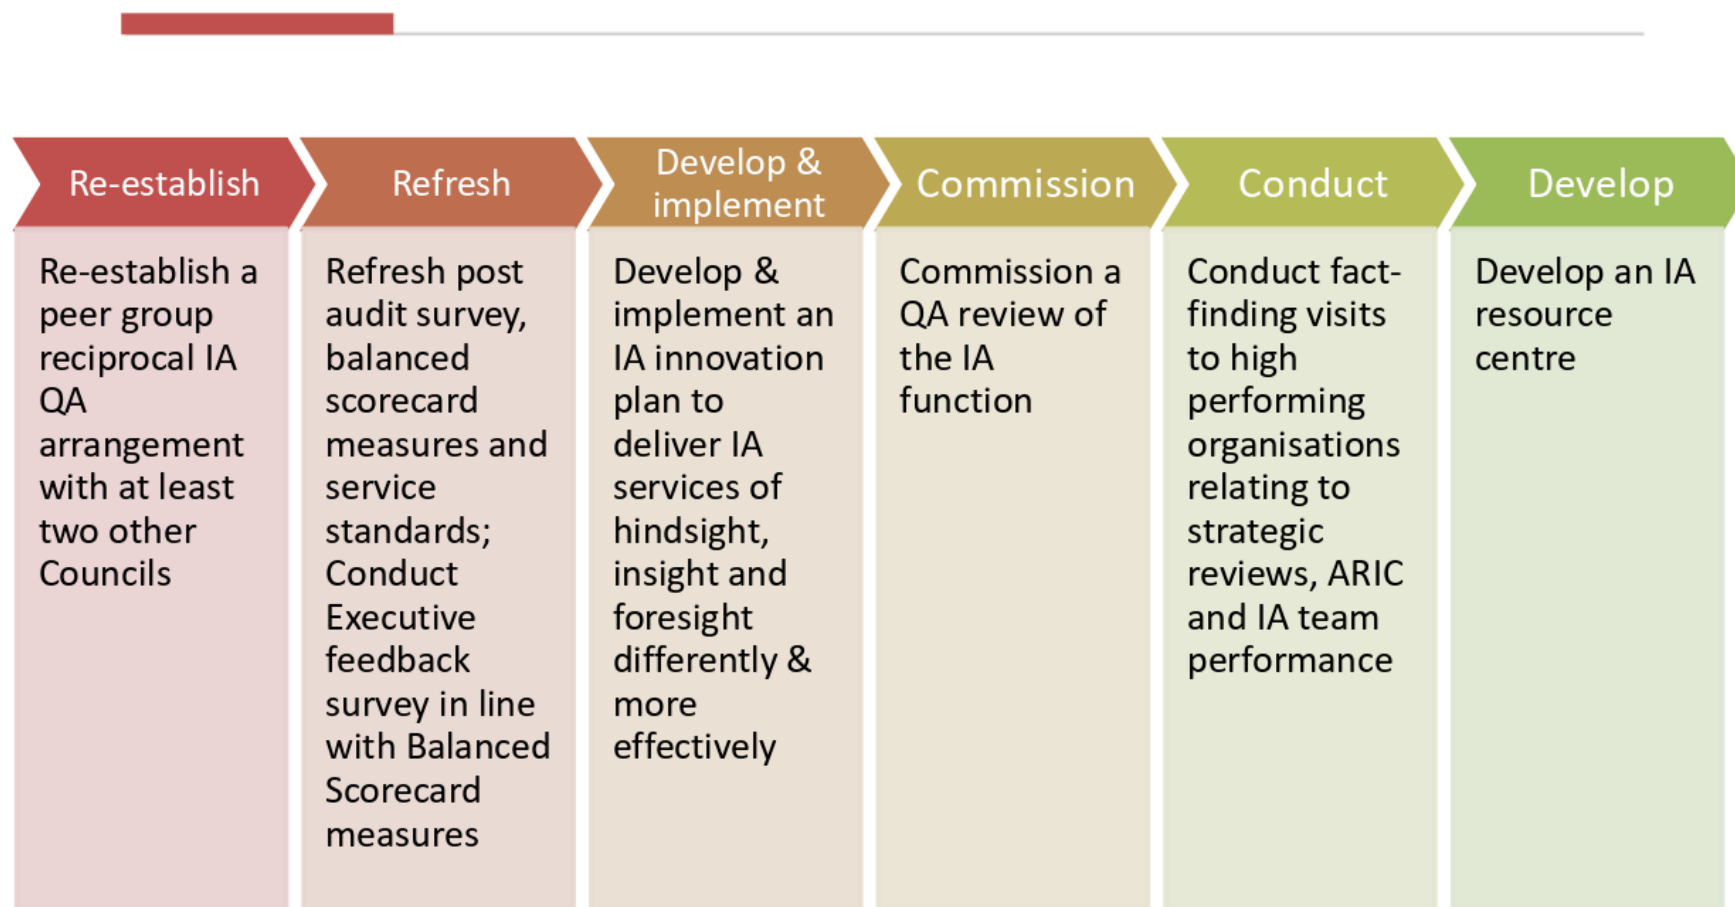 Re-establish
Re-establish a
peer group
reciprocal IA
QA
arrangement
with at least
two other
Councils
Refresh
Refresh post
audit survey,
balanced
scorecard
measures and
service
standards;
Conduct
Executive
feedback
survey in line
with Balanced
Scorecard
measures
Develop &
implement
Develop &
implement an
IA innovation
plan to
deliver IA
services of
hindsight,
insight and
foresight
differently &
more
effectively
Commission
Commission a
QA review of
the IA
function
Conduct
Conduct fact-
finding visits
to high
performing
organisations
relating to
strategic
reviews, ARIC
and IA team
performance
Develop
Develop an IA
resource
centre